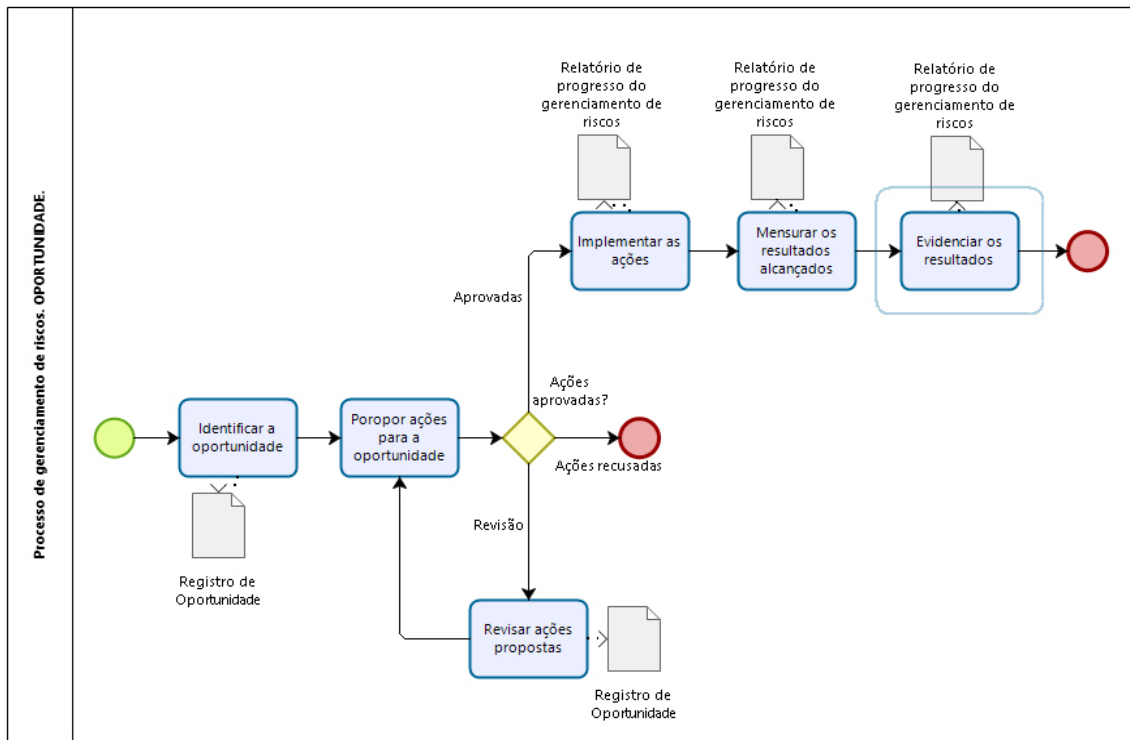 Processo de gerenciamento de riscos. OPORTUNIDADE.
Relatório de
progresso do
gerenciamento de
riscos
Relatório de
progresso do
gerenciamento de
riscos
Relatório de
progresso do
gerenciamento de
riscos
Implementar as
ações
Mensurar os
resultados
alcançados
Evidenciar os
resultados
Aprovadas
Ações
aprovadas?
Identificar a
oportunidade
Poropor ações
para a
oportunidade
Ações recusadas
Revisão
Registro de
Oportunidade
Revisar ações
propostas
Registro de
Oportunidade